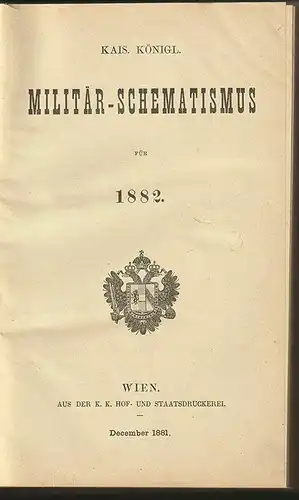 KAIS. KÖNIGL.
MILITÄR-SCHEMATISMUS
FÜR
1882.
WIEN.
AUS DER K. K. HOF- UND STAATSDRUCKEREI.
December 1881.